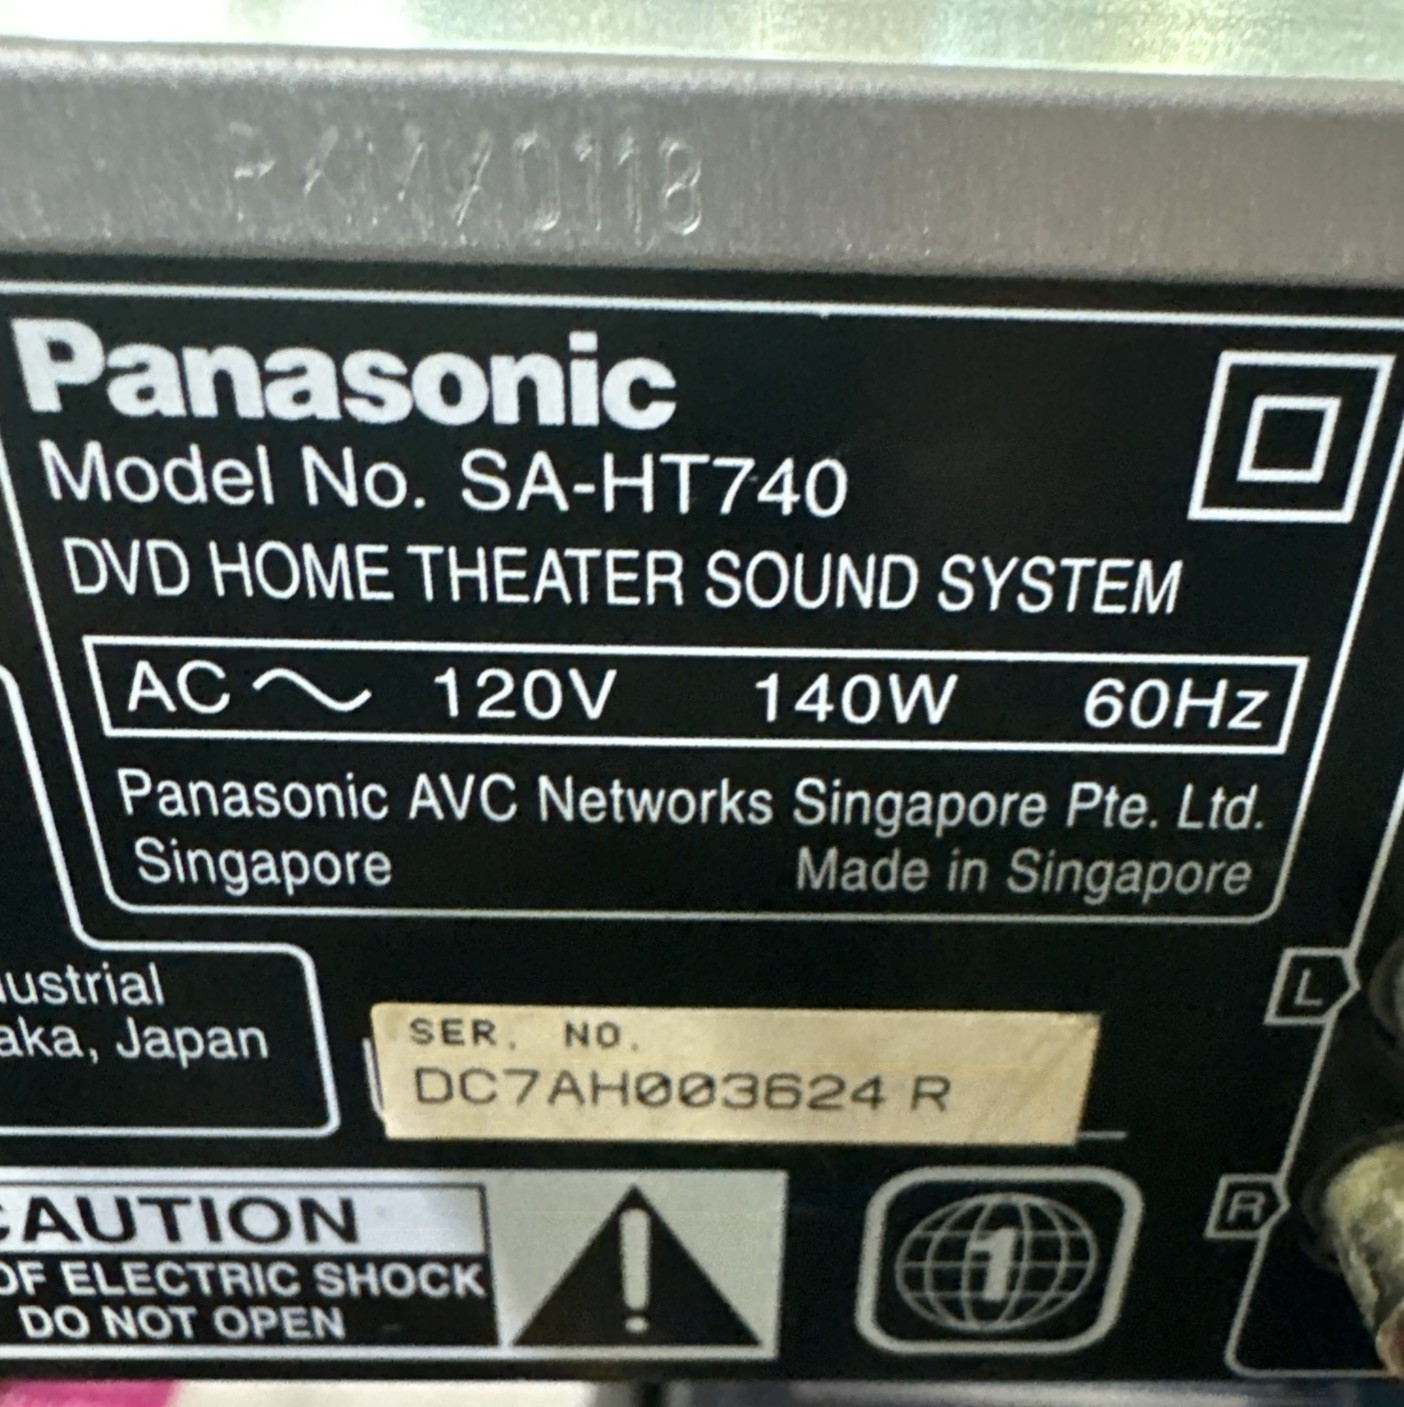 Panasonic
Model No. SA-HT740
DVD HOME THEATER SOUND SYSTEM
AC 120V 140W 60Hz
Panasonic AVC Networks Singapore Pte. Ltd.
Singapore
Made in Singapore
ustrial
aka, Japan
L
SER. NO.
DC7AH003624 R
R
CAUTION
OF ELECTRIC SHOCK
DO NOT OPEN
!
1